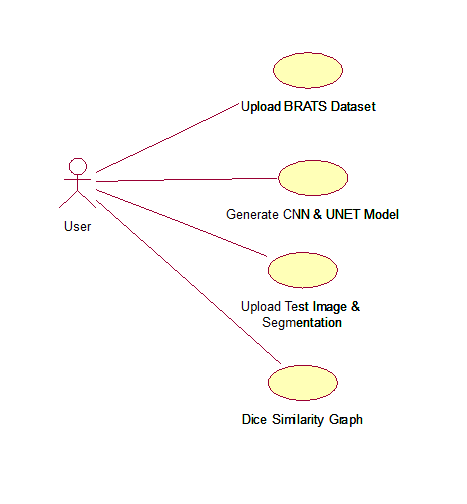 Upload BRATS Dataset
Generate CNN & UNET Model
User
Upload Test Image &
Segmentation
Dice Similarity Graph